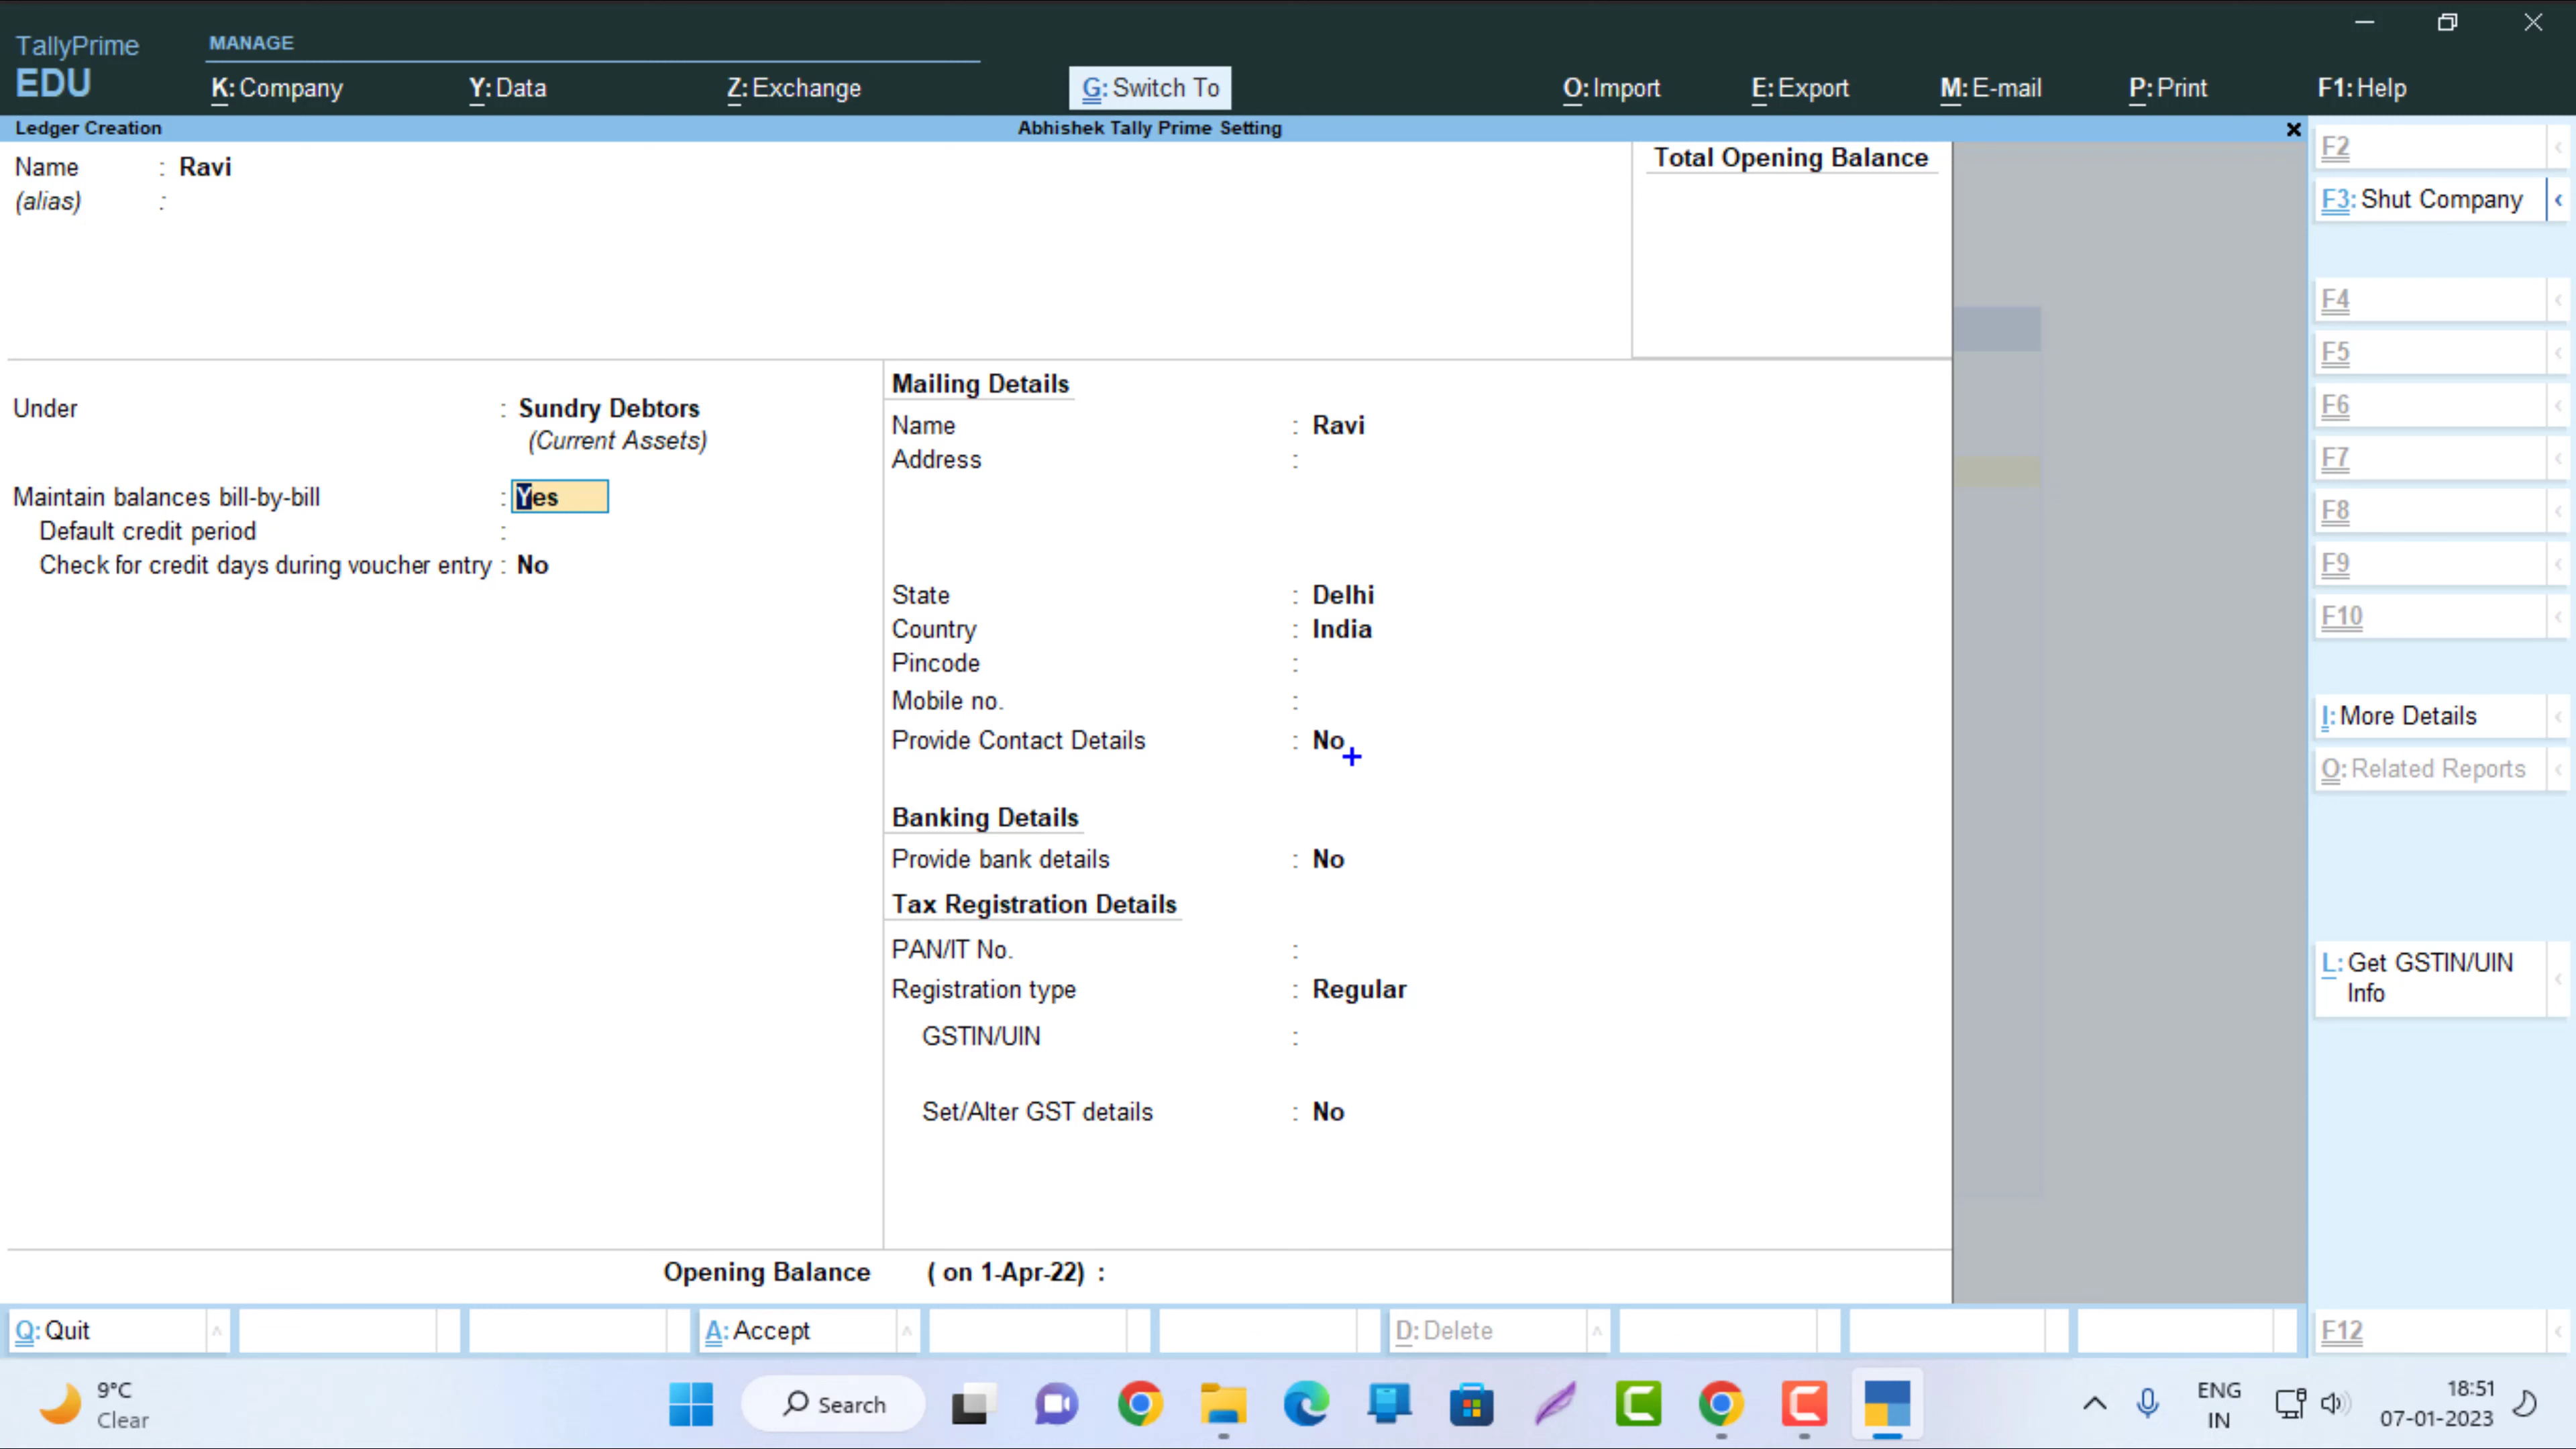 TallyPrime
EDU
MANAGE
K: Company
Y: Data
Z: Exchange
G: Switch To
O: Import
E: Export
M: E-mail
P: Print
F1: Help
Ledger Creation
Abhishek Tally Prime Setting
Name : Ravi
(alias) :
Total Opening Balance
Under : Sundry Debtors
(Current Assets)
Maintain balances bill-by-bill : Yes
Default credit period :
Check for credit days during voucher entry : No
Mailing Details
Name : Ravi
Address :
State : Delhi
Country : India
Pincode :
Mobile no. :
Provide Contact Details : No
Banking Details
Provide bank details : No
Tax Registration Details
PAN/IT No. :
Registration type : Regular
GSTIN/UIN :
Set/Alter GST details : No
Opening Balance ( on 1-Apr-22) :
F2
F3: Shut Company
F4
F5
F6
F7
F8
F9
F10
I: More Details
O: Related Reports
L: Get GSTIN/UIN
Info
F12
Q: Quit
A: Accept
D: Delete
9°C
Clear
Search
ENG
IN
18:51
07-01-2023